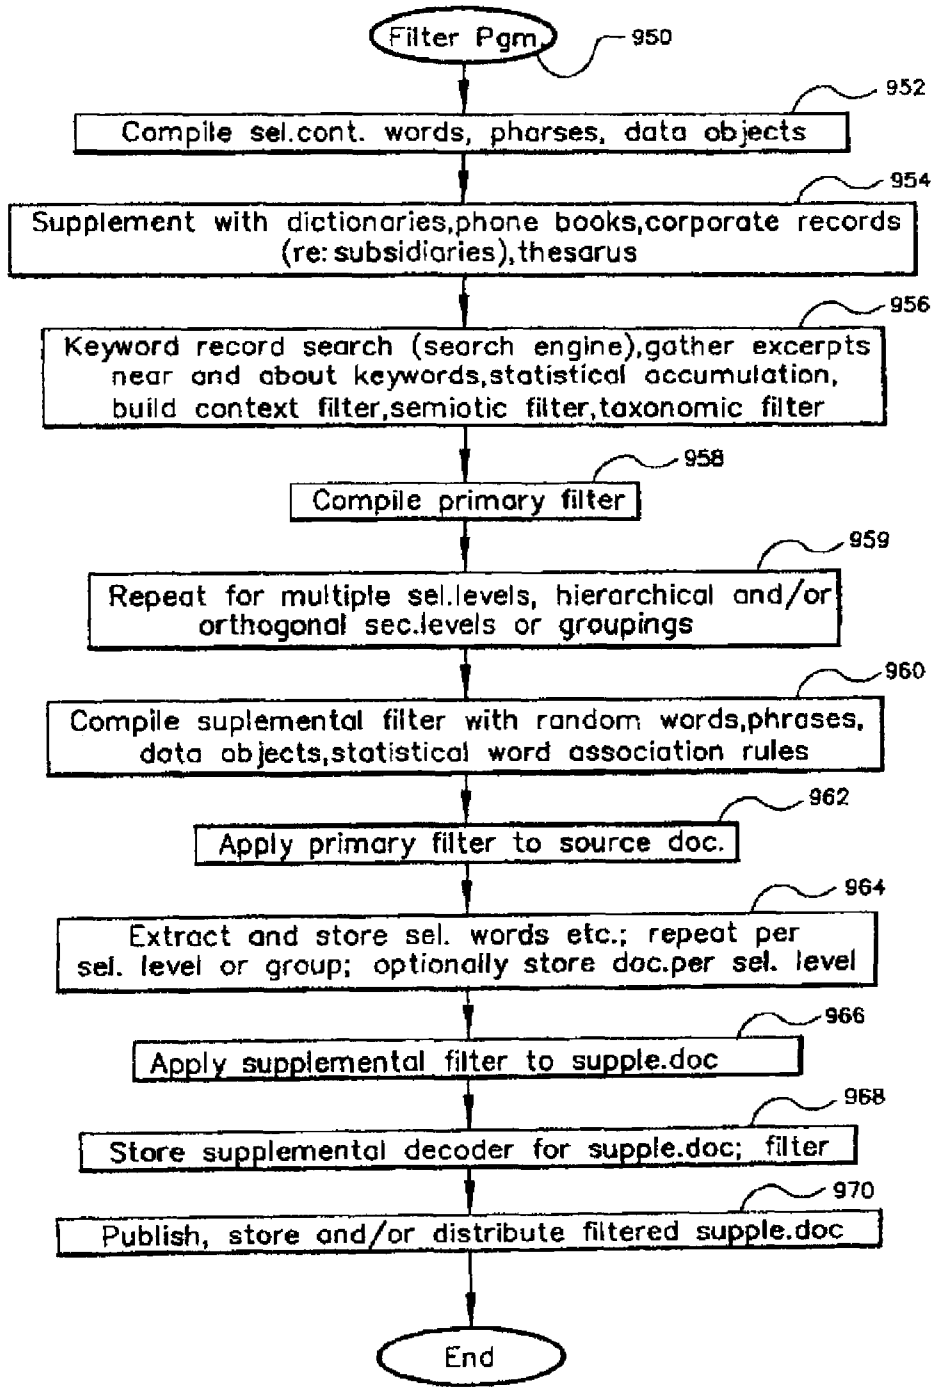 Filter Pgm
950
952
Compile sel.cont. words, pharses, data objects
954
Supplement with dictionaries,phone books,corporate records
(re: subsidiaries),thesarus
956
Keyword record search (search engine),gather excerpts
near and about keywords,statistical accumulation,
build context filter,semiotic filter,taxonomic filter
958
Compile primary filter
959
Repeat for multiple sel.levels, hierarchical and/or
orthogonal sec.levels or groupings
960
Compile suplemental filter with random words,phrases,
data objects,statistical word association rules
962
Apply primary filter to source doc.
964
Extract and store sel. words etc.; repeat per
sel. level or group; optionally store doc.per sel. level
966
Apply supplemental filter to supple.doc
968
Store supplemental decoder for supple.doc; filter
970
Publish, store and/or distribute filtered supple.doc
End